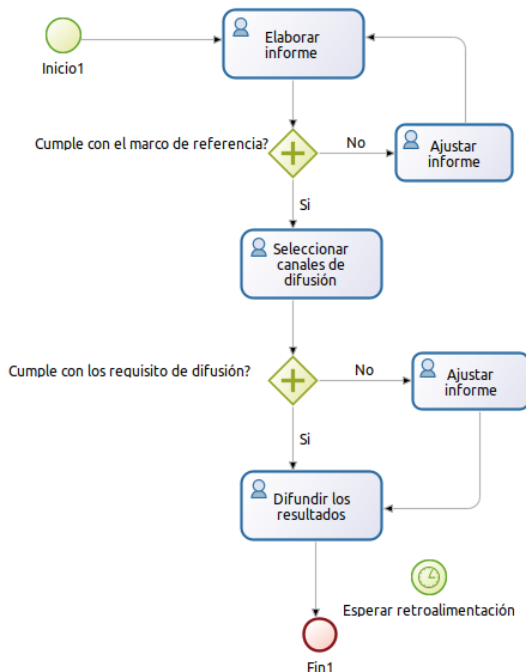 Elaborar
informe
Inicio1
Cumple con el marco de referencia?
No
Ajustar
informe
Si
Seleccionar
canales de
difusión
Cumple con los requisito de difusión?
No
Ajustar
informe
Si
Difundir los
resultados
Esperar retroalimentación
Fin1